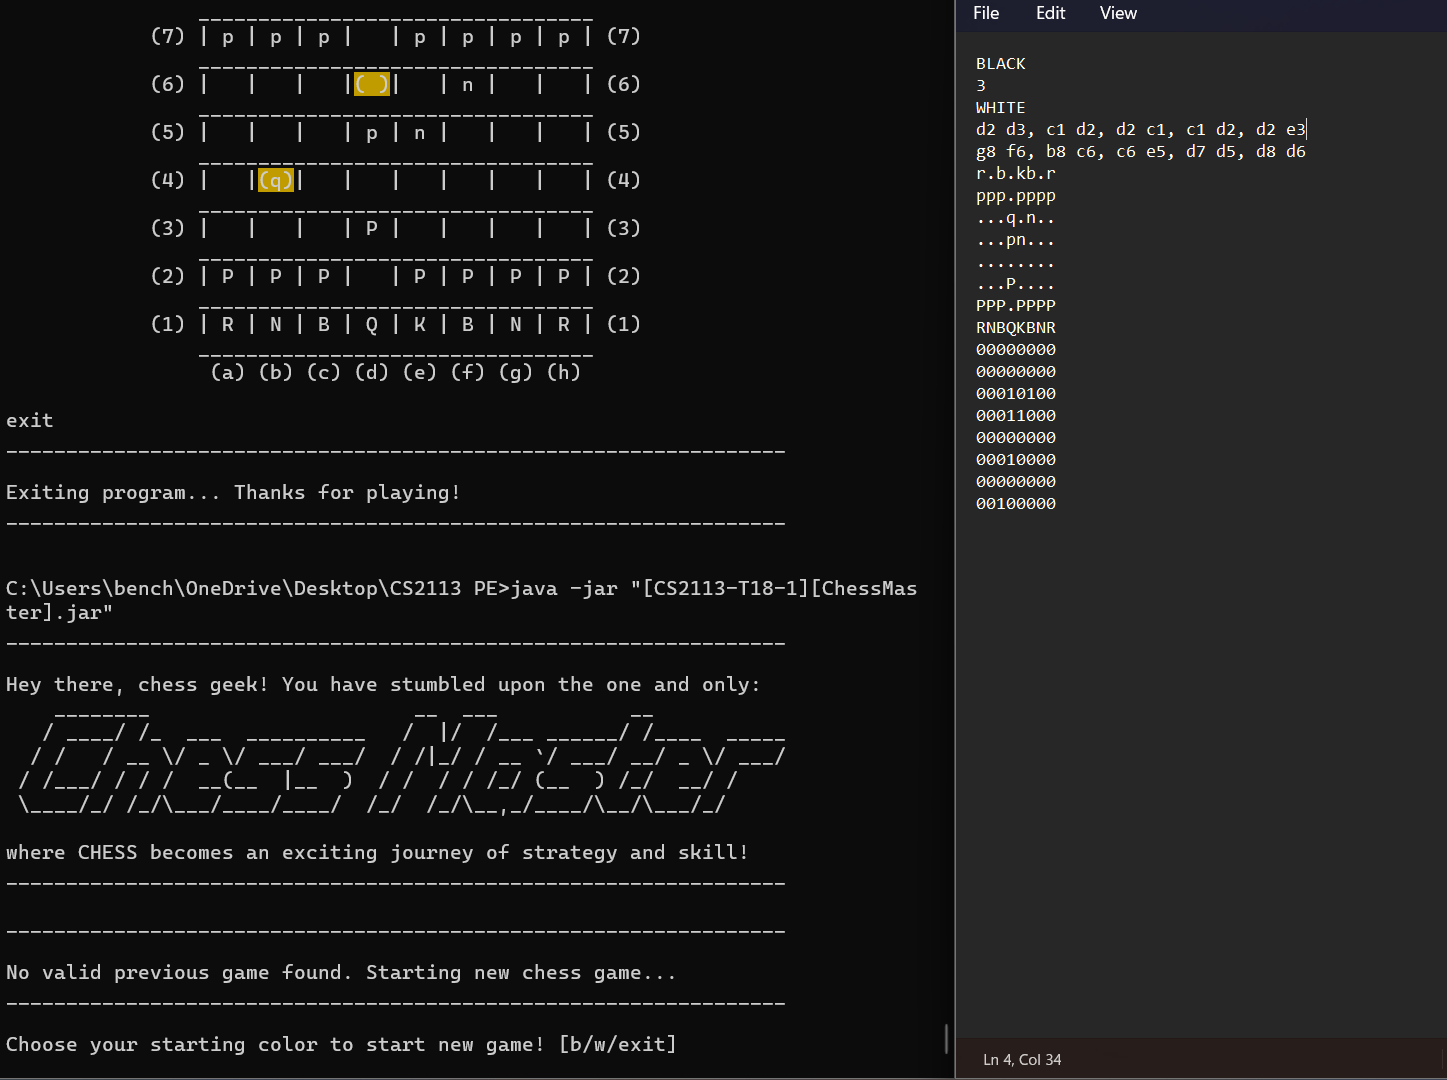 (7) | p | p | p |   | p | p | p | p | (7)
(6) |   |   |   |( )|   | n |   |   | (6)
(5) |   |   |   | p | n |   |   |   | (5)
(4) |   |(q)|   |   |   |   |   |   | (4)
(3) |   |   |   | P |   |   |   |   | (3)
(2) | P | P | P |   | P | P | P | P | (2)
(1) | R | N | B | Q | K | B | N | R | (1)
(a) (b) (c) (d) (e) (f) (g) (h)
exit
Exiting program... Thanks for playing!
C:\Users\bench\OneDrive\Desktop\CS2113 PE>java -jar "[CS2113-T18-1][ChessMas
ter].jar"
Hey there, chess geek! You have stumbled upon the one and only:
Chess Master
where CHESS becomes an exciting journey of strategy and skill!
No valid previous game found. Starting new chess game...
Choose your starting color to start new game! [b/w/exit]
File Edit View
BLACK
3
WHITE
d2 d3, c1 d2, d2 c1, c1 d2, d2 e3
g8 f6, b8 c6, c6 e5, d7 d5, d8 d6
r.b.kb.r
ppp.pppp
...q.n..
...pn...
........
...P....
PPP.PPPP
RNBQKBNR
00000000
00000000
00010100
00011000
00000000
00010000
00000000
00100000
Ln 4, Col 34